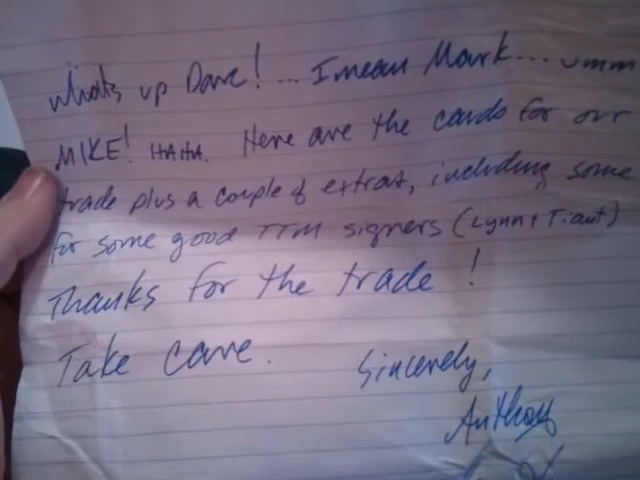 whats up Dave! ... I mean Mark... umm
MIKE! HAHA. Here are the cards for our
trade plus a couple of extras, including some
for some good TTM signers (Lynn + Tiant)
Thanks for the trade!
Take care.
Sincerely,
Anthony